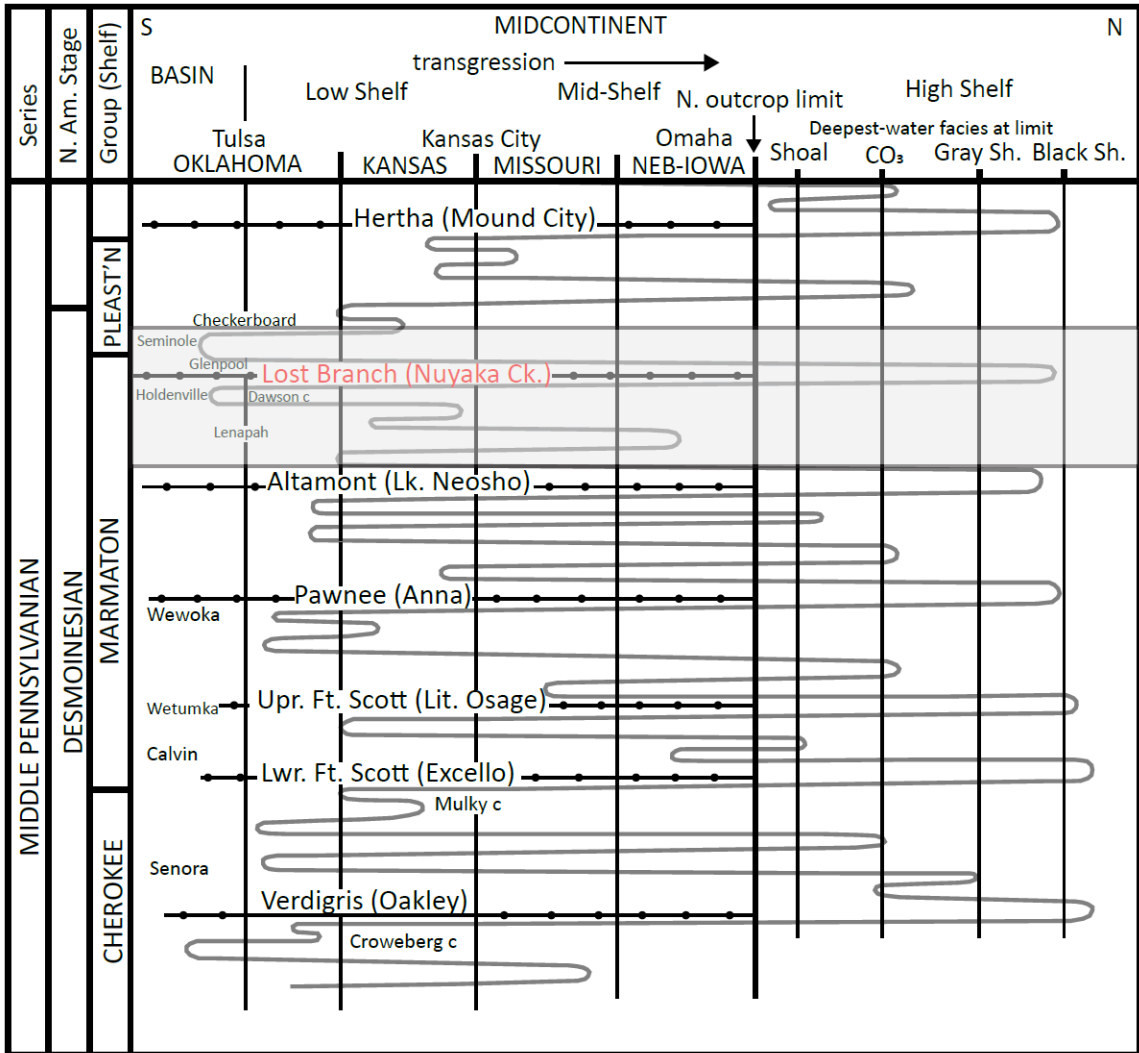 S
MIDCONTINENT
N
transgression
BASIN
Low Shelf
Mid-Shelf
N. outcrop limit
High Shelf
Deepest-water facies at limit
Tulsa
Kansas City
Omaha
OKLAHOMA
KANSAS
MISSOURI
NEB-IOWA
Shoal
CO₃
Gray Sh.
Black Sh.
Series
N. Am. Stage
Group (Shelf)
MIDDLE PENNSYLVANIAN
DESMOINESIAN
PLEAST’N
MARMATON
CHEROKEE
Hertha (Mound City)
Checkerboard
Seminole
Glenpool
Lost Branch (Nuyaka Ck.)
Holdenville
Dawson c
Lenapah
Altamont (Lk. Neosho)
Pawnee (Anna)
Wewoka
Upr. Ft. Scott (Lit. Osage)
Wetumka
Calvin
Lwr. Ft. Scott (Excello)
Mulky c
Senora
Verdigris (Oakley)
Croweberg c